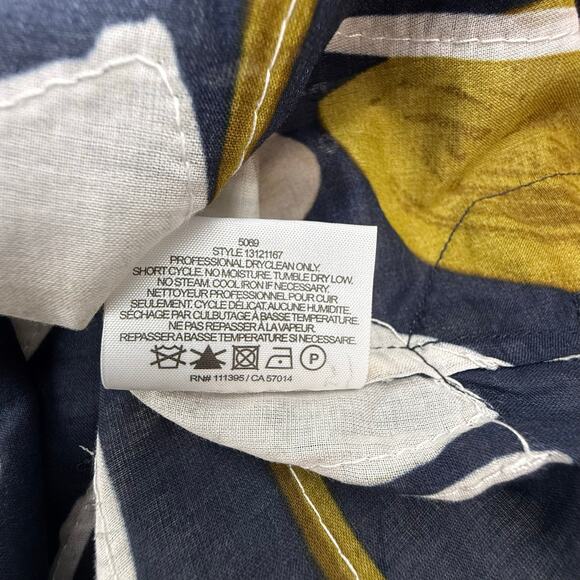 5069
STYLE 13121167
PROFESSIONAL DRYCLEAN ONLY.
SHORT CYCLE. NO MOISTURE. TUMBLE DRY LOW.
NO STEAM. COOL IRON IF NECESSARY.
NETTOYEUR PROFESSIONNEL POUR CUIR
SEULEMENT. CYCLE DÉLICAT. AUCUNE HUMIDITE.
SÉCHAGE PAR CULBUTAGE À BASSE TEMPÉRATURE.
NE PAS REPASSER À LA VAPEUR.
REPASSER A BASSE TEMPÉRATURE SI NECESSAIRE.
P
RN# 111395 / CA 57014